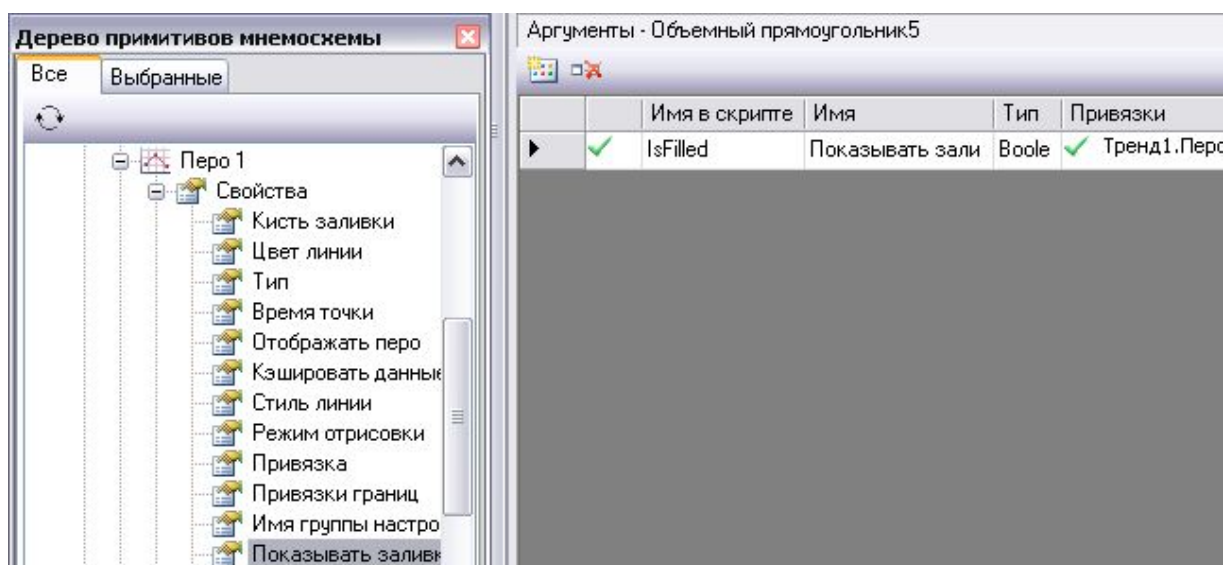 Дерево примитивов мнемосхемы
Все
Выбранные
Перо 1
Свойства
Кисть заливки
Цвет линии
Тип
Время точки
Отображать перо
Кэшировать данные
Стиль линии
Режим отрисовки
Привязка
Привязки границ
Имя группы настро
Показывать заливк
Аргументы - Объемный прямоугольник5
Имя в скрипте Имя Тип Привязки
IsFilled Показывать зали Boole Тренд1.Перо